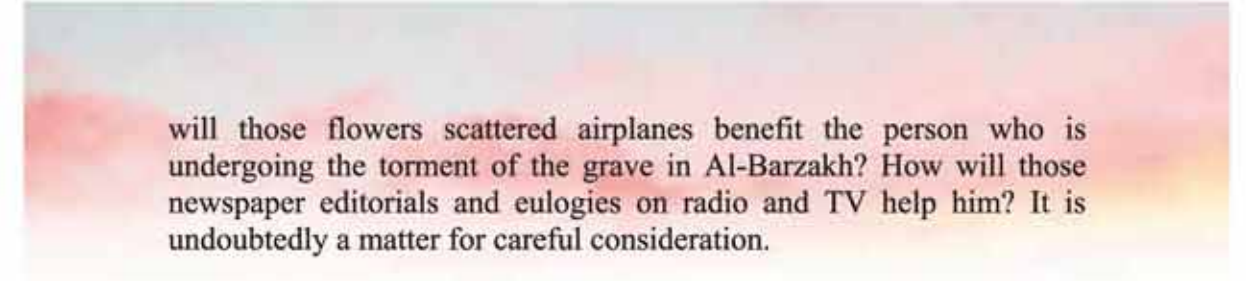 will those flowers scattered airplanes benefit the person who is
undergoing the torment of the grave in Al-Barzakh? How will those
newspaper editorials and eulogies on radio and TV help him? It is
undoubtedly a matter for careful consideration.